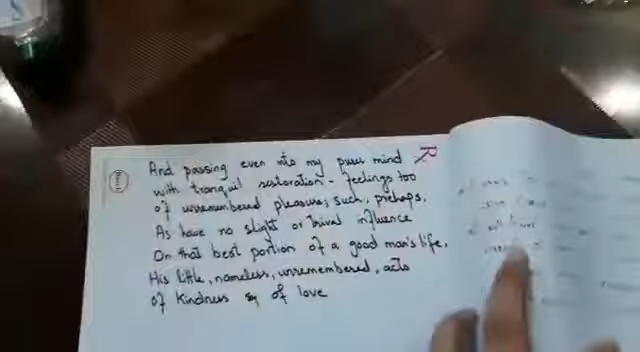 And passing even into my purer mind R
with tranquil restoration - feelings too
of unremembered pleasure; such, prehaps,
As have no slight or trivial influence
On that best portion of a good man's life,
His little, nameless, unremembered, acts
of Kindness & of love